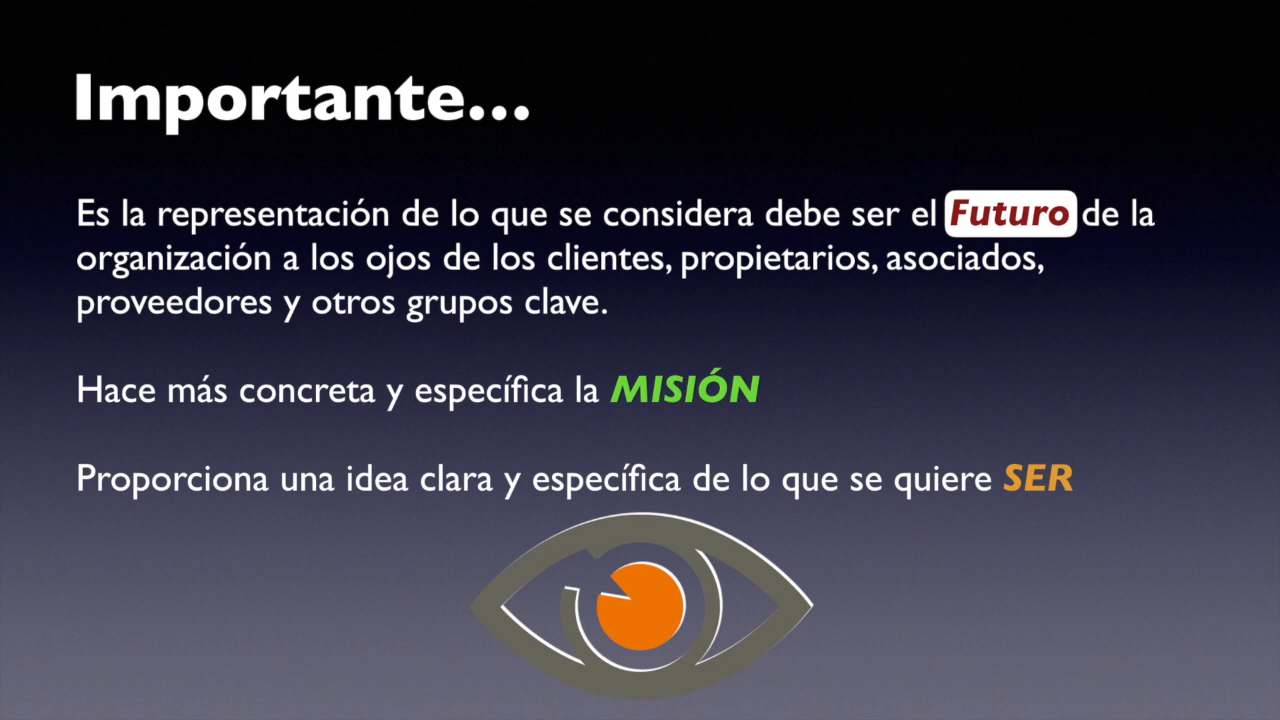 Importante...
Es la representación de lo que se considera debe ser el Futuro de la
organización a los ojos de los clientes, propietarios, asociados,
proveedores y otros grupos clave.
Hace más concreta y específica la MISIÓN
Proporciona una idea clara y específica de lo que se quiere SER